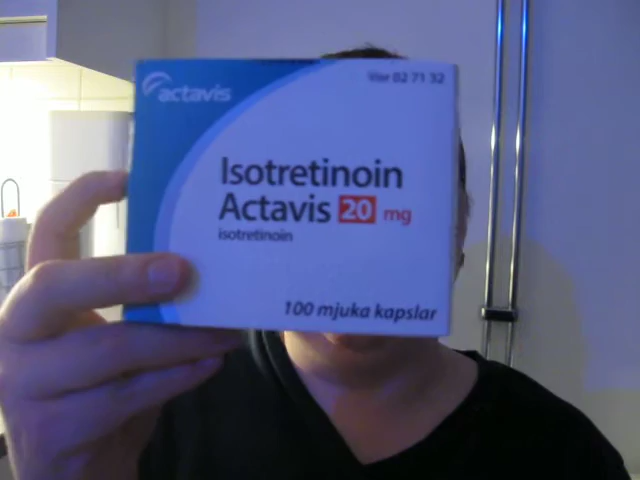 actavis
Vnr 02 71 32
Isotretinoin
Actavis 20 mg
isotretinoin
100 mjuka kapslar